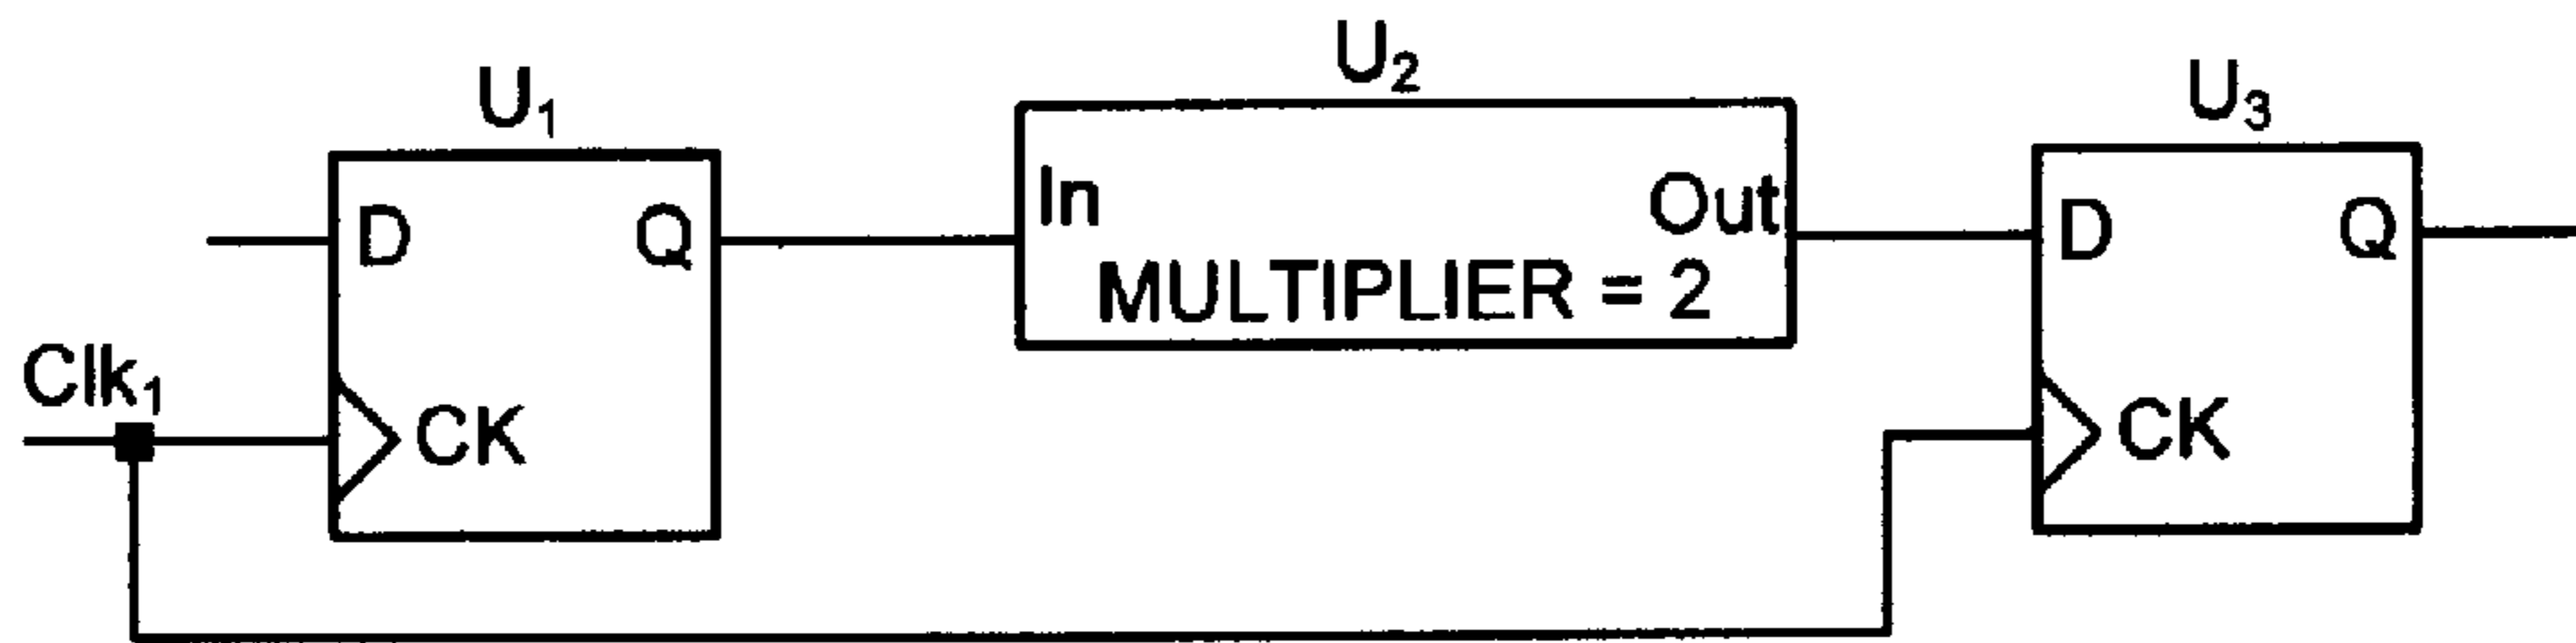 U₁
U₂
U₃
D
Q
In
Out
D
Q
MULTIPLIER = 2
Clk₁
CK
CK